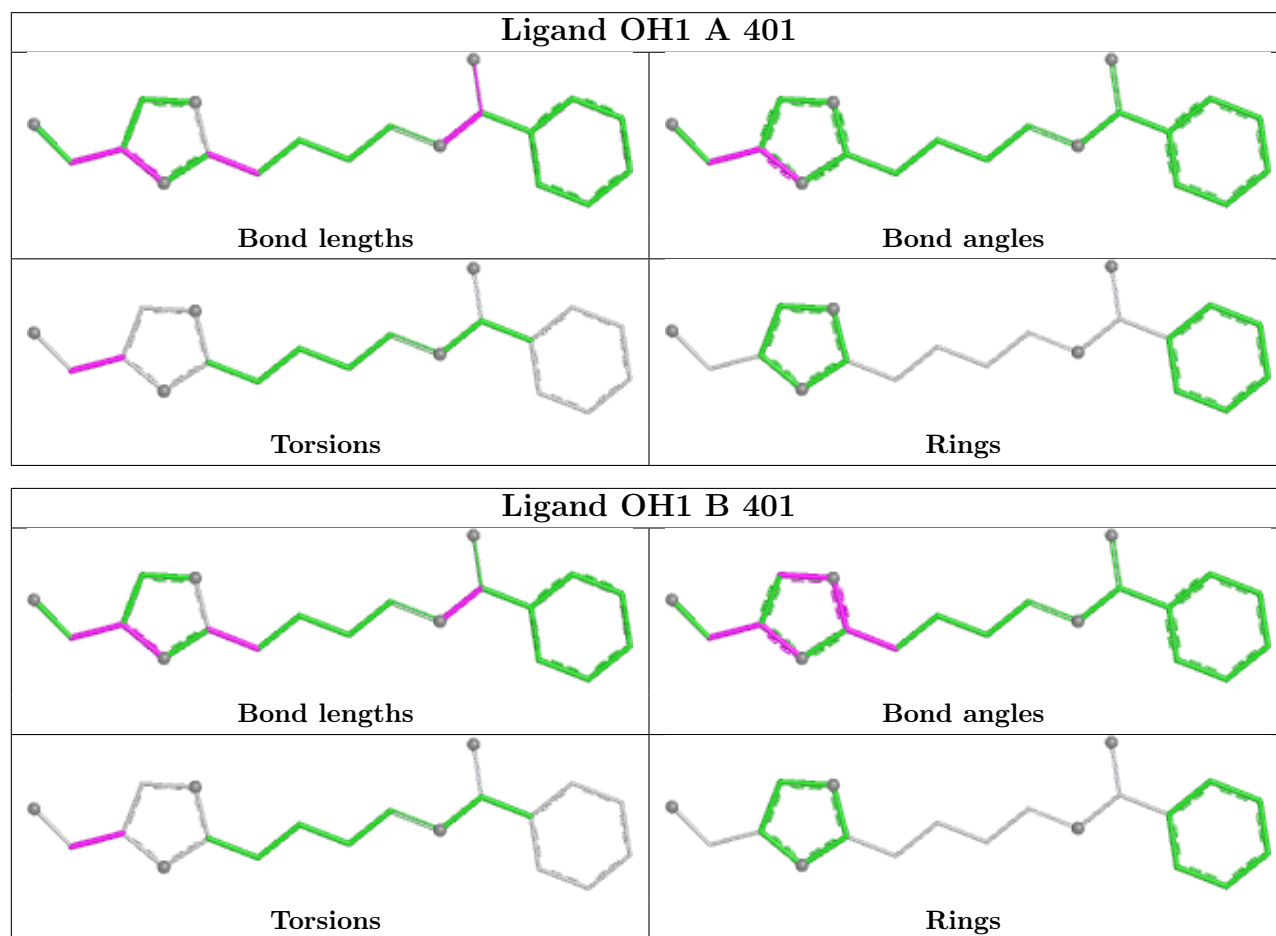 Ligand OH1 A 401
Bond lengths
Bond angles
Torsions
Rings
Ligand OH1 B 401
Bond lengths
Bond angles
Torsions
Rings